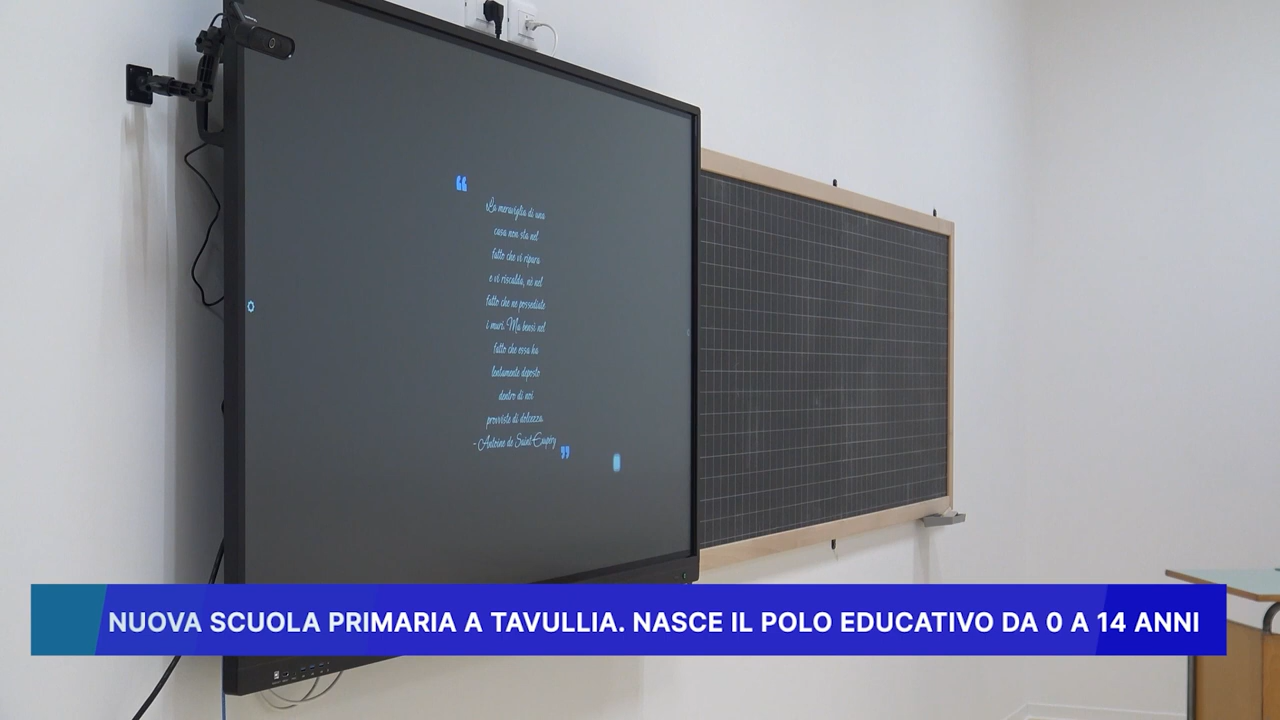 ❝
«La meraviglia di una
casa non sta nel
fatto che vi ripara
e vi riscalda, nè nel
fatto che ne possediate
i muri. Ma bensì nel
fatto che essa ha
lentamente deposto
dentro di noi
provviste di dolcezza.
- Antoine de Saint-Exupéry
❞
NUOVA SCUOLA PRIMARIA A TAVULLIA. NASCE IL POLO EDUCATIVO DA 0 A 14 ANNI